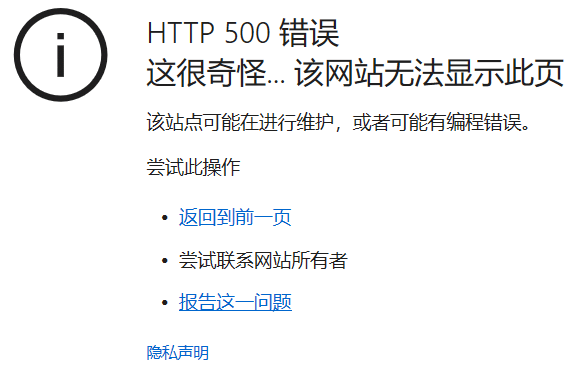 HTTP 500 错误
这很奇怪... 该网站无法显示此页
该站点可能在进行维护，或者可能有编程错误。
尝试此操作
• 返回到前一页
• 尝试联系网站所有者
• 报告这一问题
隐私声明